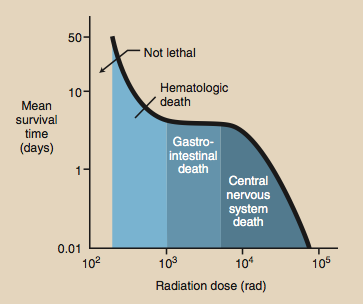 50
Not lethal
10
Hematologic
death
Mean
survival
time
(days)
Gastro-
intestinal
death
1
Central
nervous
system
death
0.01
10²
10³
10⁴
10⁵
Radiation dose (rad)